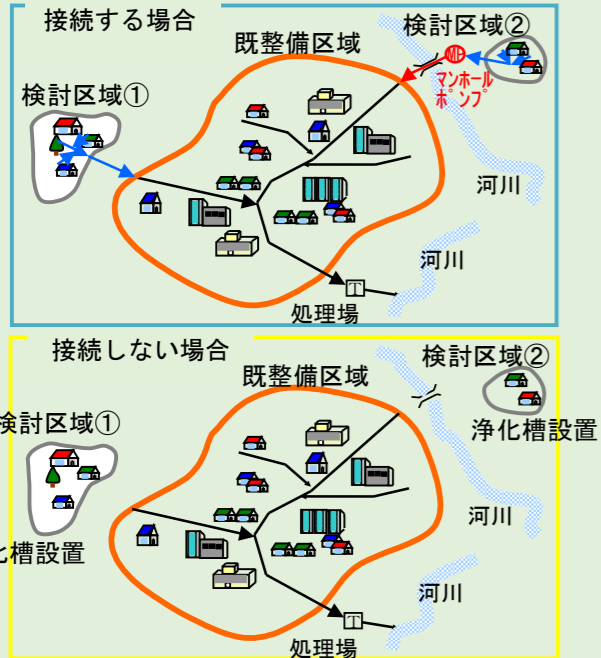 接続する場合
検討区域②
既整備区域
MP
マンホール
ポンプ
検討区域①
河川
河川
T
処理場
接続しない場合
検討区域②
既整備区域
検討区域①
浄化槽設置
河川
化槽設置
河川
T
処理場